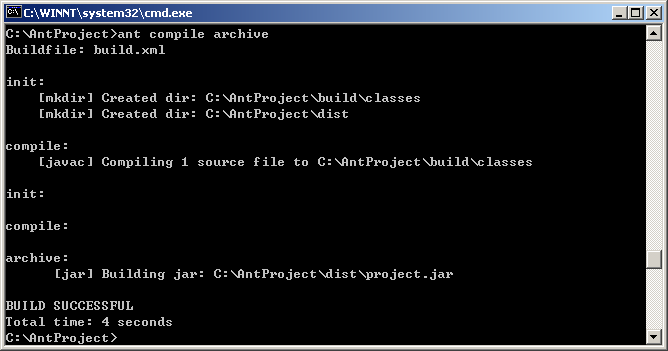 C:\WINNT\system32\cmd.exe
C:\AntProject>ant compile archive
Buildfile: build.xml
init:
[mkdir] Created dir: C:\AntProject\build\classes
[mkdir] Created dir: C:\AntProject\dist
compile:
[javac] Compiling 1 source file to C:\AntProject\build\classes
init:
compile:
archive:
[jar] Building jar: C:\AntProject\dist\project.jar
BUILD SUCCESSFUL
Total time: 4 seconds
C:\AntProject>